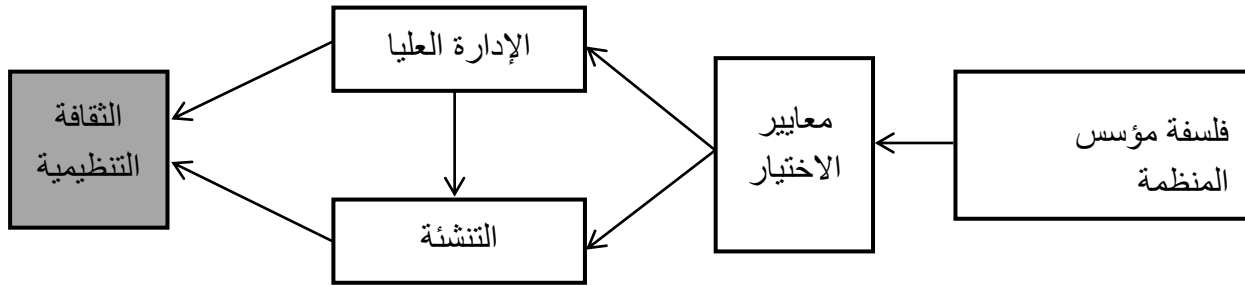 فلسفة مؤسس
المنظمة
معايير
الاختيار
الإدارة العليا
التنشئة
الثقافة
التنظيمية